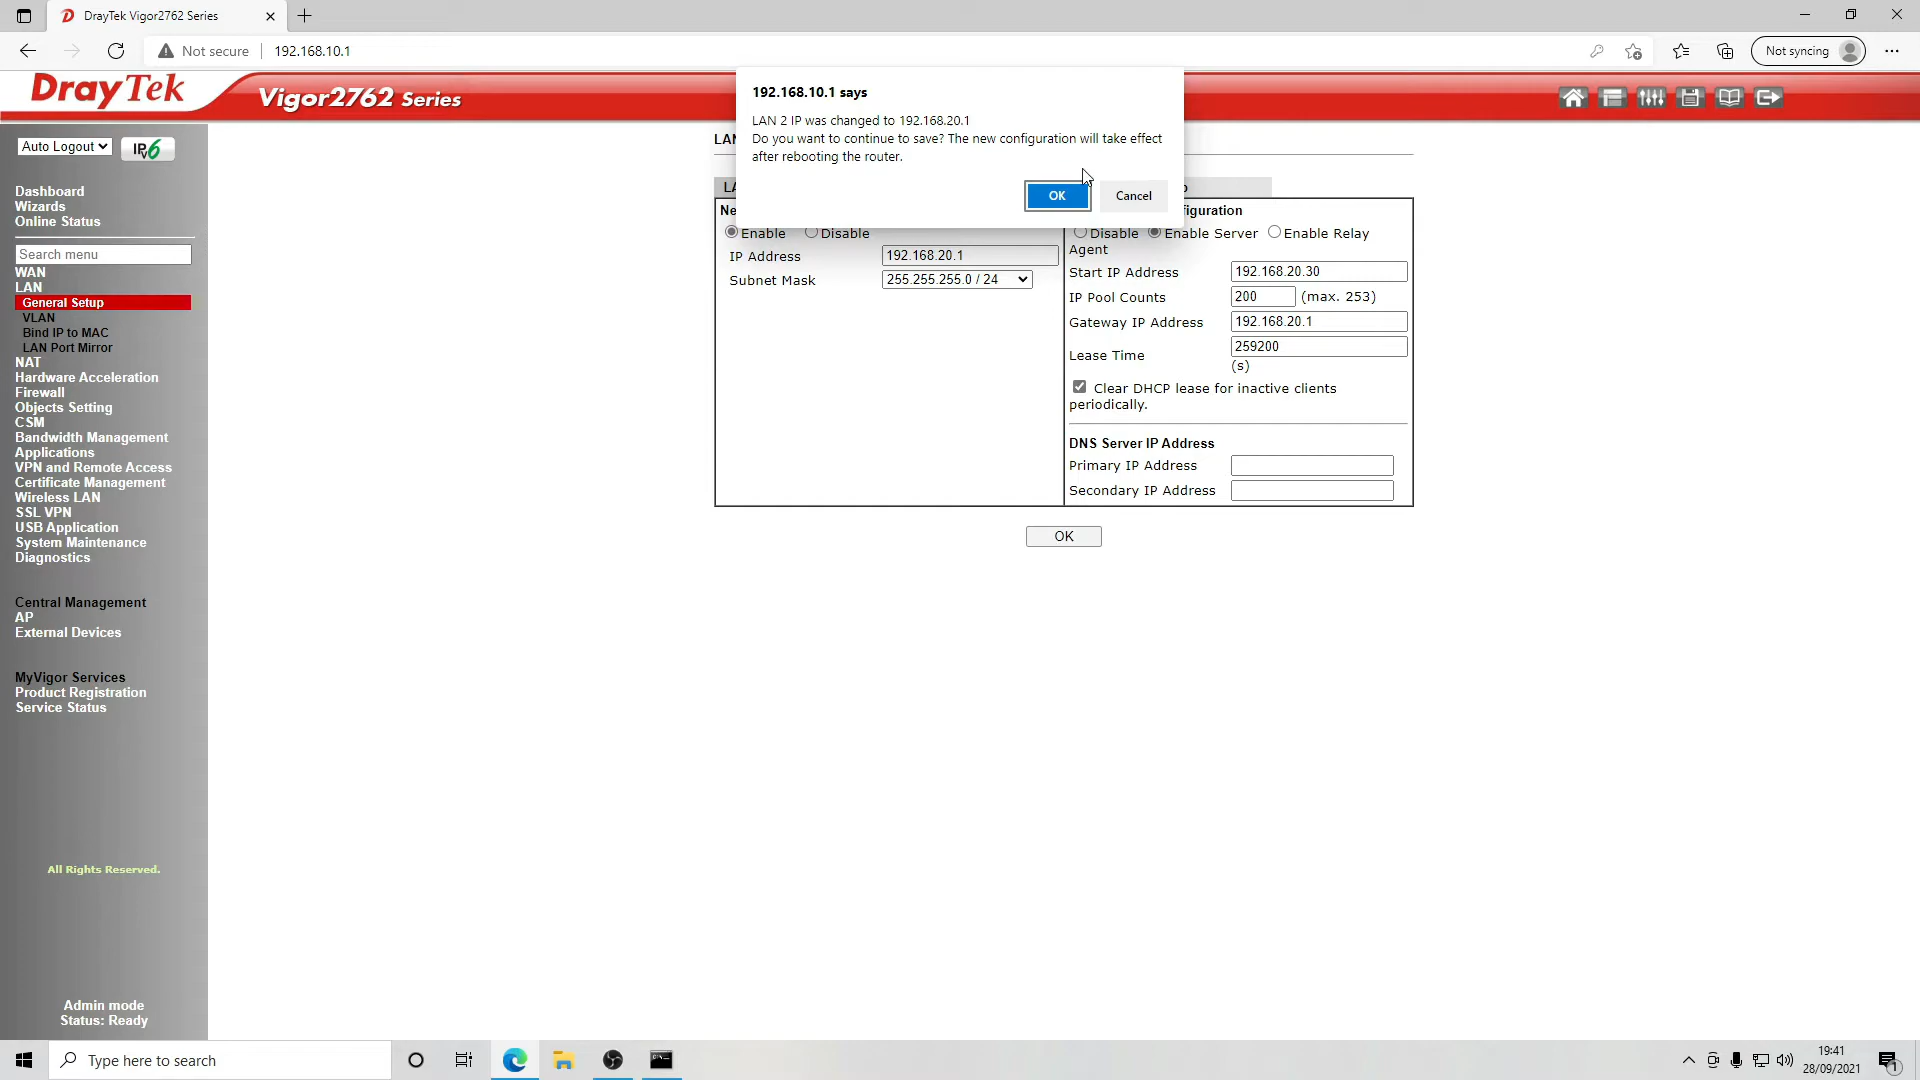 DrayTek Vigor2762 Series
Not secure
192.168.10.1
Not syncing
DrayTek
Vigor2762 Series
192.168.10.1 says
LAN 2 IP was changed to 192.168.20.1
Do you want to continue to save? The new configuration will take effect
after rebooting the router.
OK
Cancel
Auto Logout
IPv6
Dashboard
Wizards
Online Status
Search menu
WAN
LAN
General Setup
VLAN
Bind IP to MAC
LAN Port Mirror
NAT
Hardware Acceleration
Firewall
Objects Setting
CSM
Bandwidth Management
Applications
VPN and Remote Access
Certificate Management
Wireless LAN
SSL VPN
USB Application
System Maintenance
Diagnostics
Central Management
AP
External Devices
MyVigor Services
Product Registration
Service Status
All Rights Reserved.
Admin mode
Status: Ready
Enable
Disable
IP Address
192.168.20.1
Subnet Mask
255.255.255.0 / 24
Disable
Enable Server
Enable Relay
Agent
Start IP Address
192.168.20.30
IP Pool Counts
200
(max. 253)
Gateway IP Address
192.168.20.1
Lease Time
259200
(s)
Clear DHCP lease for inactive clients
periodically.
DNS Server IP Address
Primary IP Address
Secondary IP Address
OK
Type here to search
19:41
28/09/2021
1